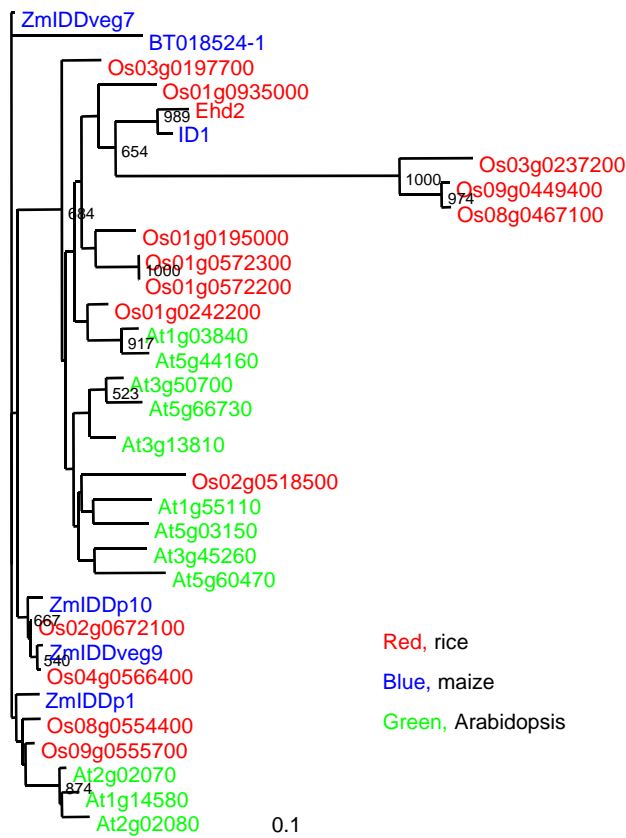 ZmIDDveg7
BT018524-1
Os03g0197700
Os01g0935000
Ehd2
989
ID1
654
Os03g0237200
1000
Os09g0449400
974
Os08g0467100
684
Os01g0195000
Os01g0572300
1000
Os01g0572200
Os01g0242200
At1g03840
917
At5g44160
At3g50700
523
At5g66730
At3g13810
Os02g0518500
At1g55110
At5g03150
At3g45260
At5g60470
ZmIDDp10
667
Os02g0672100
ZmIDDveg9
540
Os04g0566400
ZmIDDp1
Os08g0554400
Os09g0555700
At2g02070
874
At1g14580
At2g02080
Red, rice
Blue, maize
Green, Arabidopsis
0.1